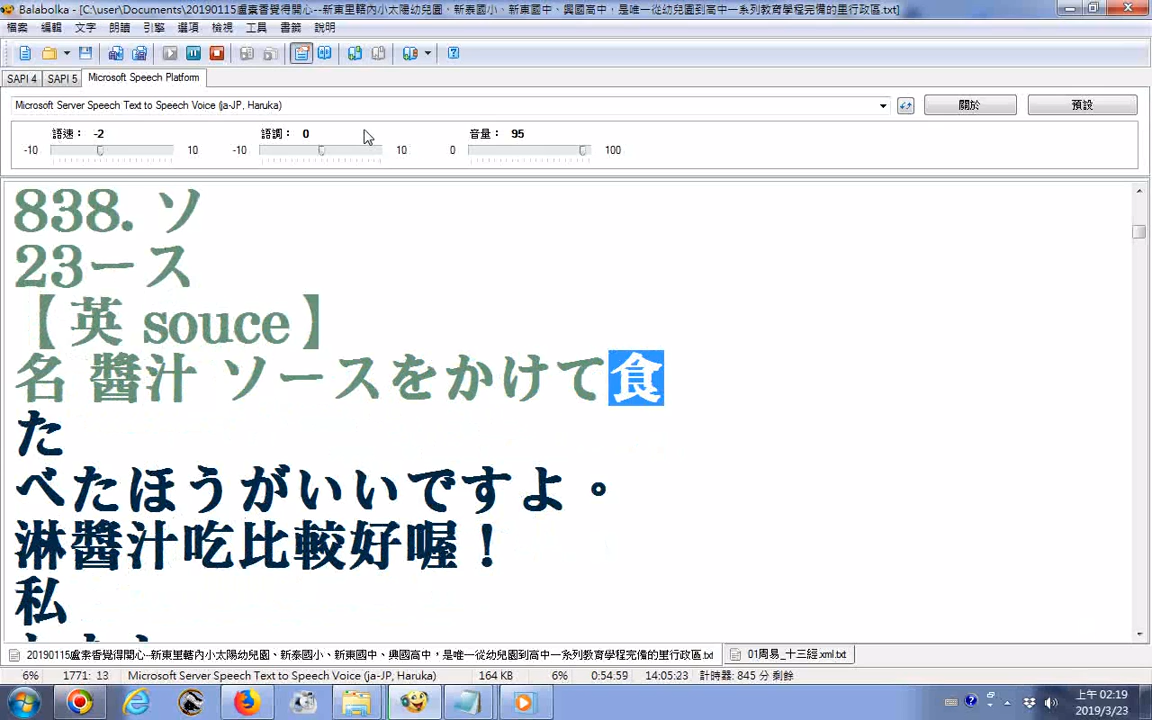 Balabolka - [C:\user\Documents\20190115盧素香覺得開心--新東里轄內小太陽幼兒園、新泰國小、新東國中、興國高中，是唯一從幼兒園到高中一系列教育學程完備的里行政區.txt]
檔案 編輯 文字 朗讀 引擎 選項 檢視 工具 書籤 說明
SAPI 4 SAPI 5 Microsoft Speech Platform
Microsoft Server Speech Text to Speech Voice (ja-JP, Haruka) 關於 預設
語速： -2 語調： 0 音量： 95
-10 10 -10 10 0 100
838. ソ
23ース
【英 souce】
名 醬汁 ソースをかけて食
た
べたほうがいいですよ。
淋醬汁吃比較好喔！
私
20190115盧素香覺得開心--新東里轄內小太陽幼兒園、新泰國小、新東國中、興國高中，是唯一從幼兒園到高中一系列教育學程完備的里行政區.txt 01周易_十三經.xml.txt
6% 1771: 13 Microsoft Server Speech Text to Speech Voice (ja-JP, Haruka) 164 KB 6% 0:54:59 14:05:23 計時器: 845 分 剩餘
上午 02:19
2019/3/23